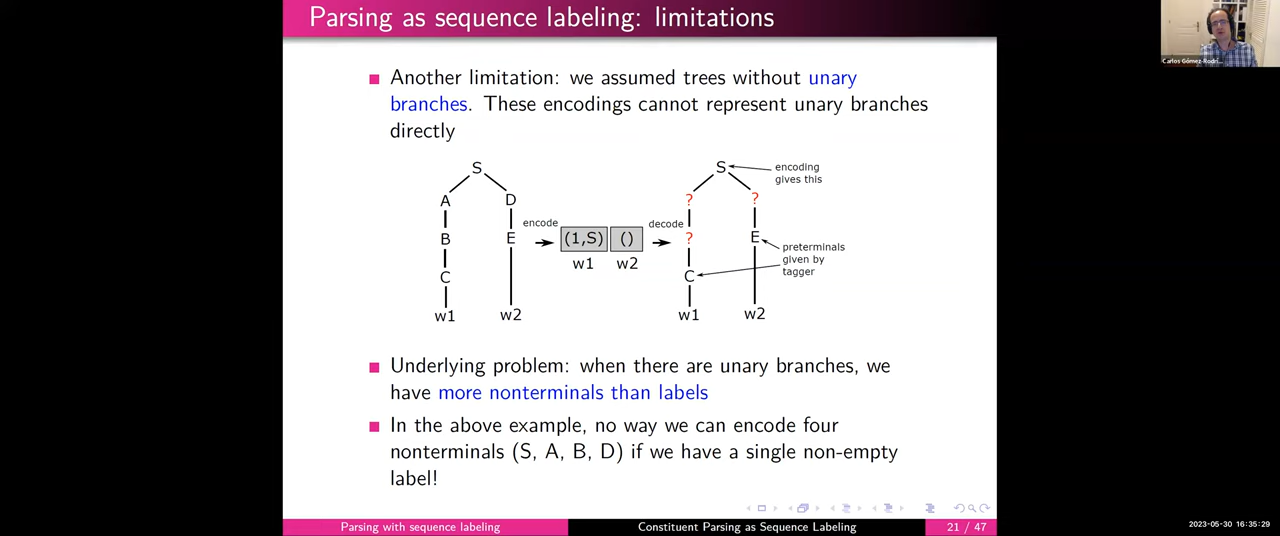 Parsing as sequence labeling: limitations
Carlos Gómez-Rodrí...
Another limitation: we assumed trees without unary
branches. These encodings cannot represent unary branches
directly
S
A D
B E
C
w1 w2
encode
(1,S) ()
w1 w2
decode
S
? ?
? E
C
w1 w2
encoding
gives this
preterminals
given by
tagger
Underlying problem: when there are unary branches, we
have more nonterminals than labels
In the above example, no way we can encode four
nonterminals (S, A, B, D) if we have a single non-empty
label!
Parsing with sequence labeling
Constituent Parsing as Sequence Labeling
21 / 47
2023-05-30 16:35:29